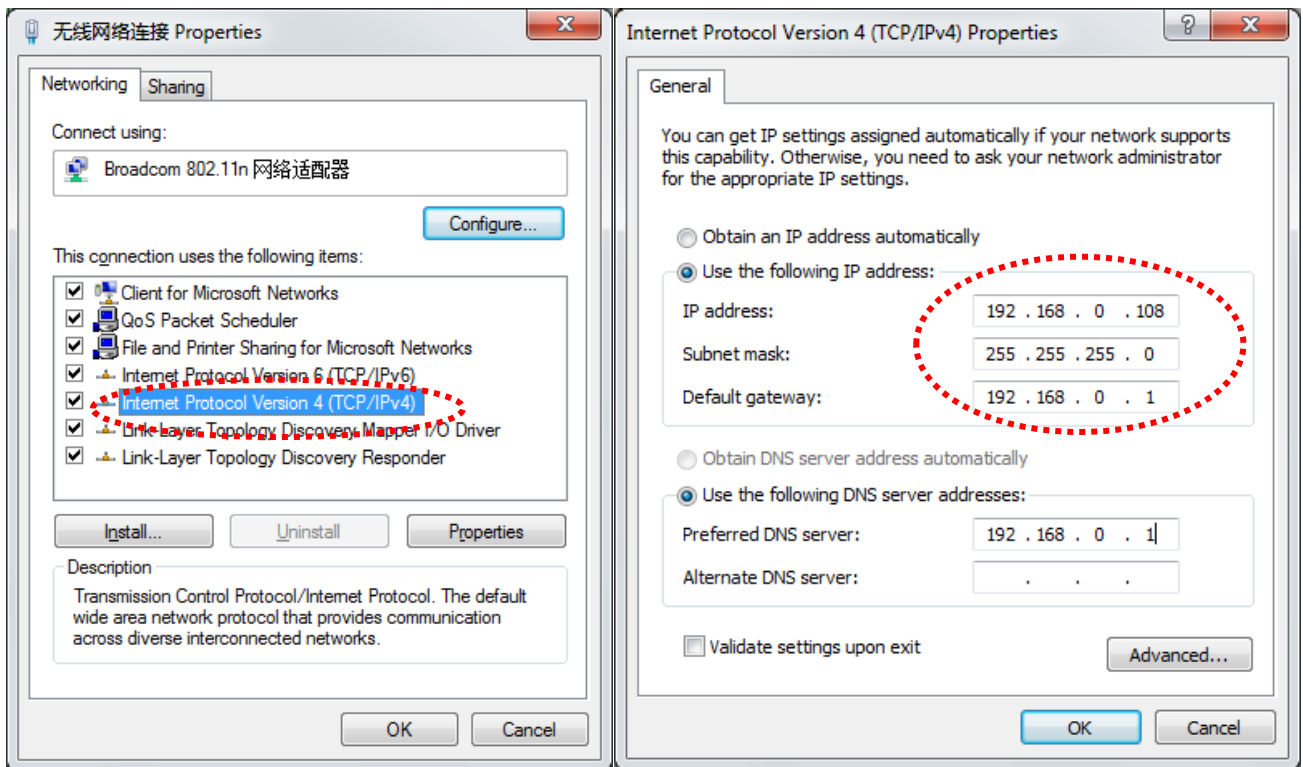 无线网络连接 Properties
Networking
Sharing
Connect using:
Broadcom 802.11n 网络适配器
Configure...
This connection uses the following items:
Client for Microsoft Networks
QoS Packet Scheduler
File and Printer Sharing for Microsoft Networks
Internet Protocol Version 6 (TCP/IPv6)
Internet Protocol Version 4 (TCP/IPv4)
Link-Layer Topology Discovery Mapper I/O Driver
Link-Layer Topology Discovery Responder
Install...
Uninstall
Properties
Description
Transmission Control Protocol/Internet Protocol. The default
wide area network protocol that provides communication
across diverse interconnected networks.
OK
Cancel
Internet Protocol Version 4 (TCP/IPv4) Properties
General
You can get IP settings assigned automatically if your network supports
this capability. Otherwise, you need to ask your network administrator
for the appropriate IP settings.
Obtain an IP address automatically
Use the following IP address:
IP address: 192 . 168 . 0 . 108
Subnet mask: 255 . 255 . 255 . 0
Default gateway: 192 . 168 . 0 . 1
Obtain DNS server address automatically
Use the following DNS server addresses:
Preferred DNS server: 192 . 168 . 0 . 1
Alternate DNS server: . . .
Validate settings upon exit
Advanced...
OK
Cancel